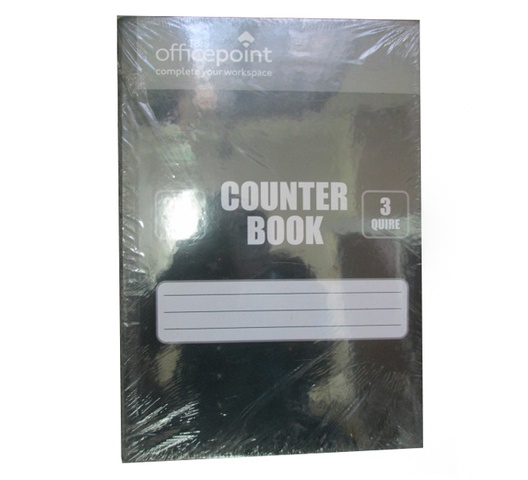 officepoint
complete your workspace
COUNTER
BOOK
3
QUIRE